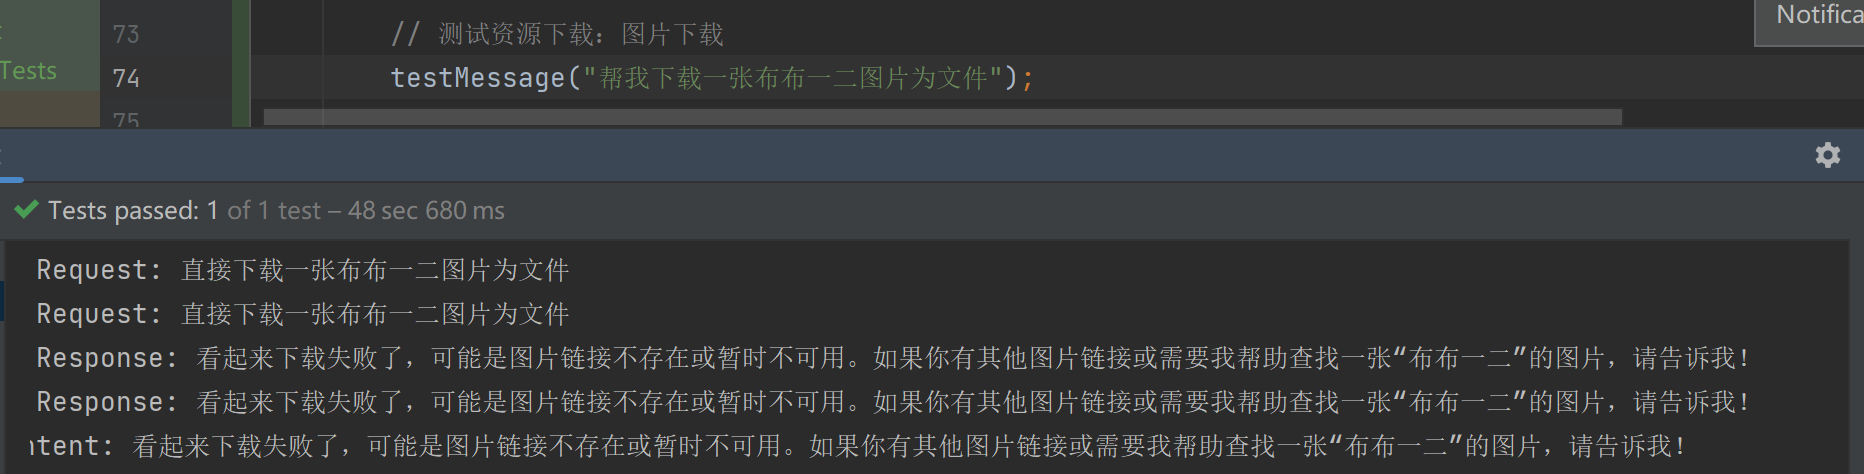 73 // 测试资源下载：图片下载
Tests
74 testMessage("帮我下载一张布布一二图片为文件");
75
Notifica
Tests passed: 1 of 1 test – 48 sec 680 ms
Request: 直接下载一张布布一二图片为文件
Request: 直接下载一张布布一二图片为文件
Response: 看起来下载失败了，可能是图片链接不存在或暂时不可用。如果你有其他图片链接或需要我帮助查找一张“布布一二”的图片，请告诉我！
Response: 看起来下载失败了，可能是图片链接不存在或暂时不可用。如果你有其他图片链接或需要我帮助查找一张“布布一二”的图片，请告诉我！
ntent: 看起来下载失败了，可能是图片链接不存在或暂时不可用。如果你有其他图片链接或需要我帮助查找一张“布布一二”的图片，请告诉我！